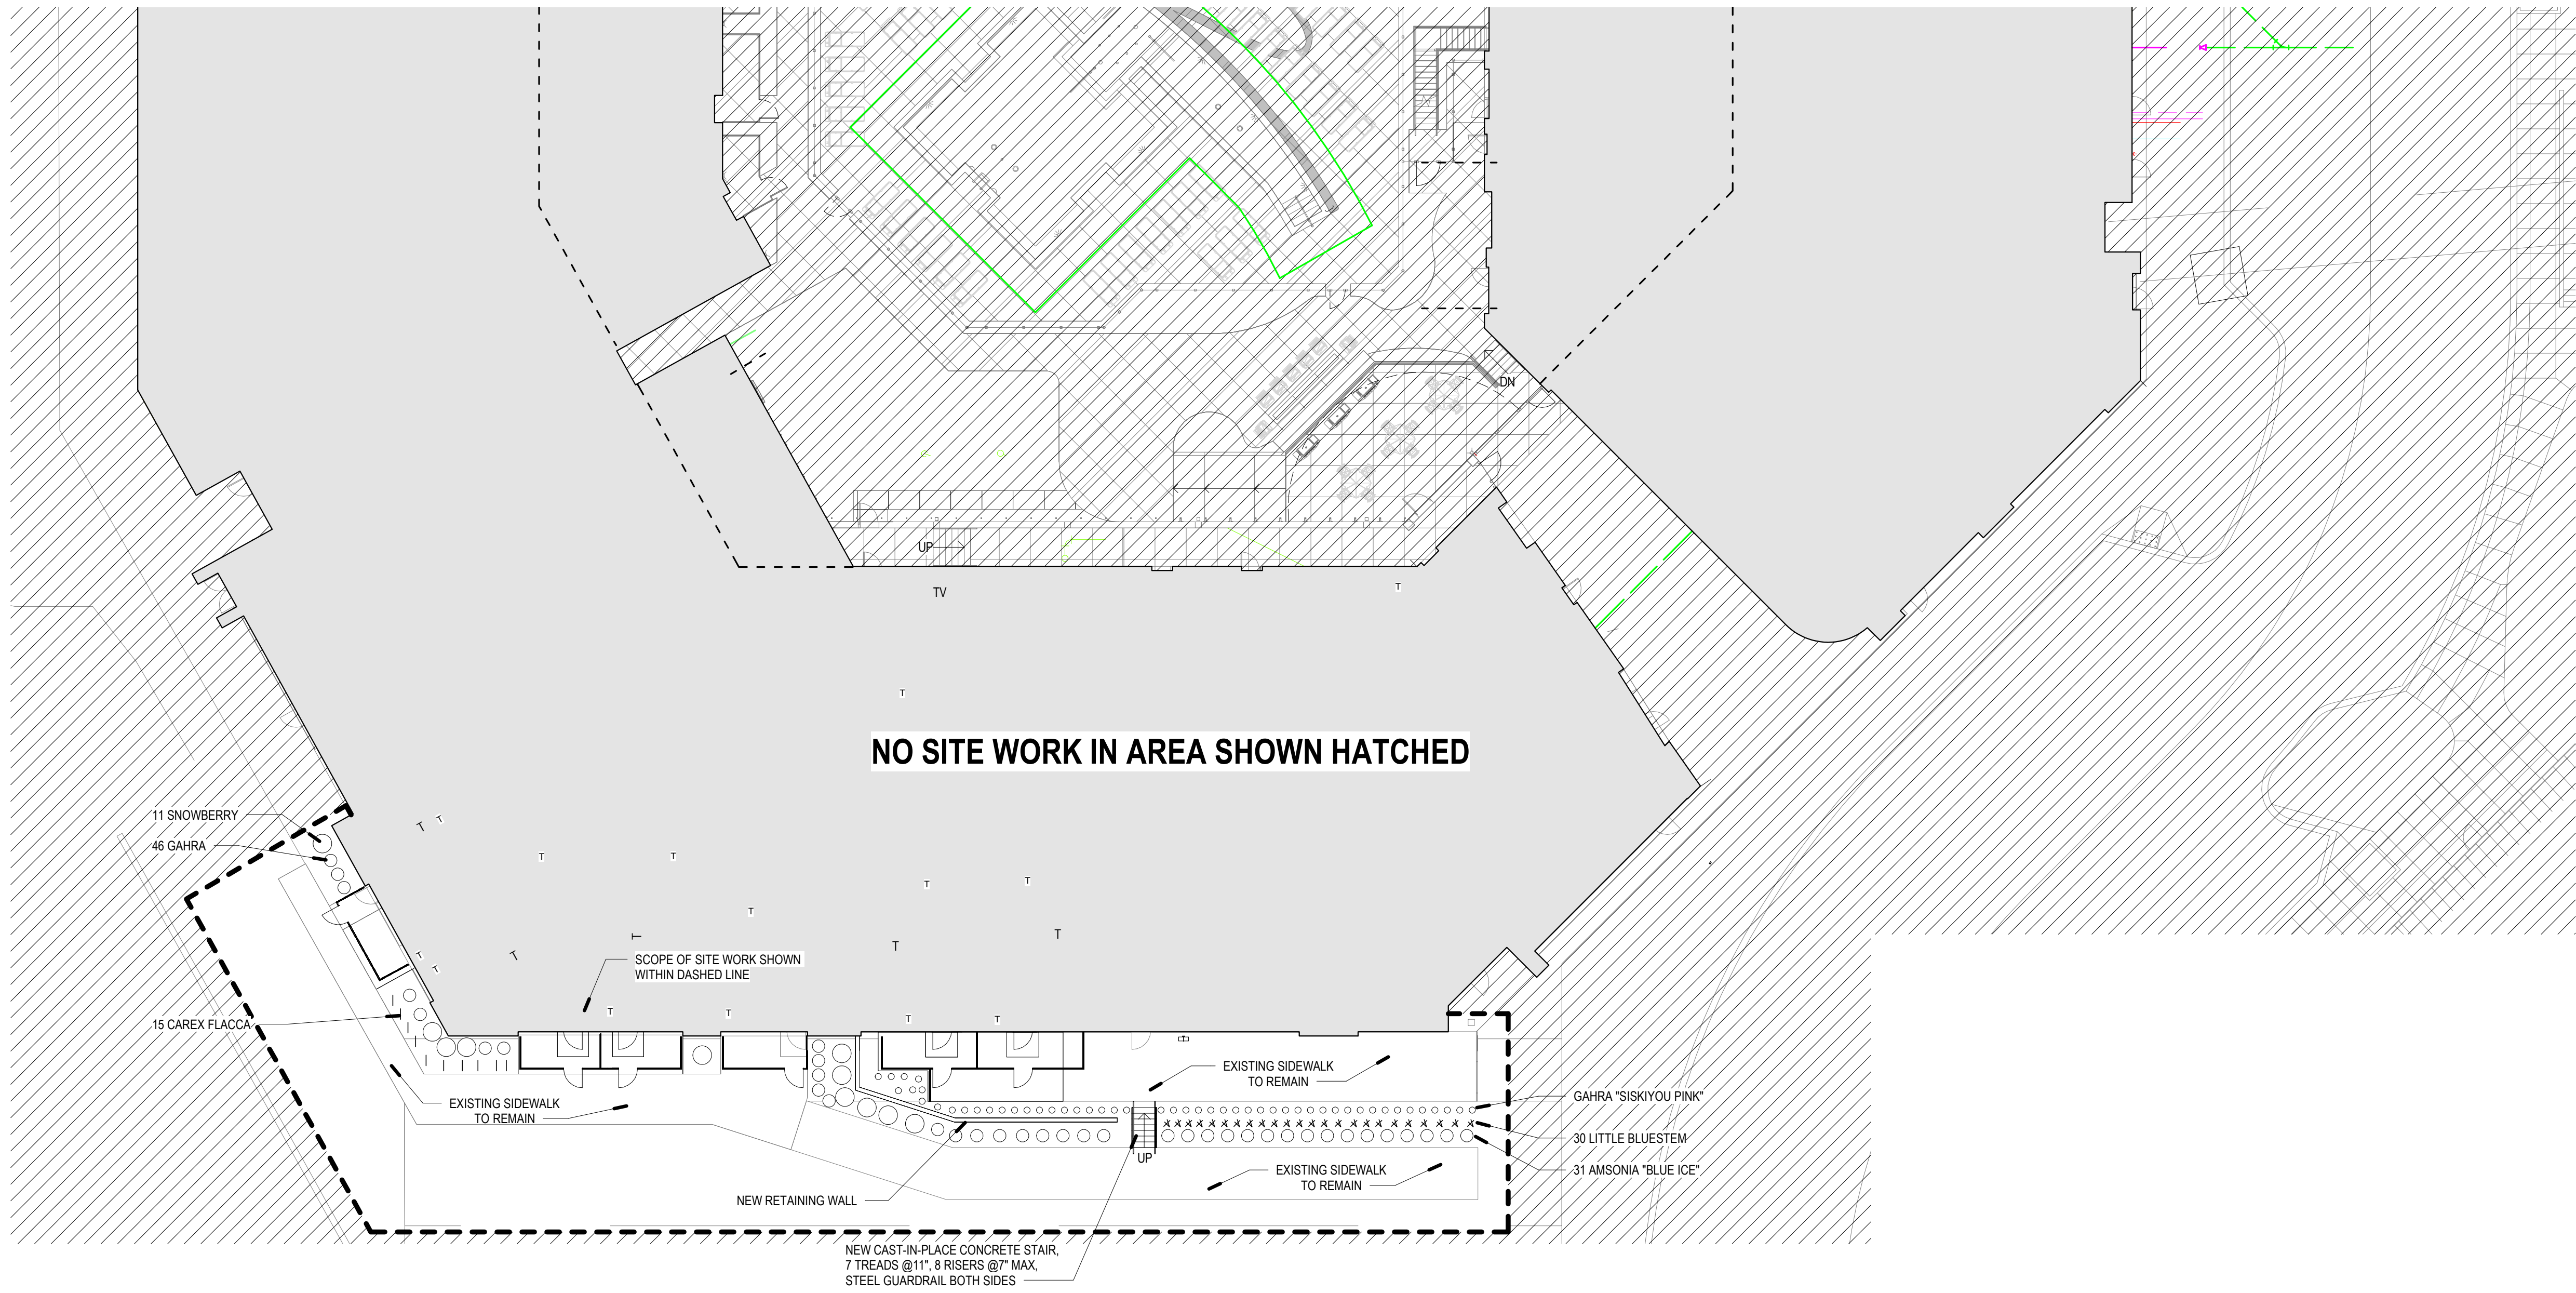 DN
UP
TV
T
T
NO SITE WORK IN AREA SHOWN HATCHED
11 SNOWBERRY
46 GAHRA
T
T
T
T
T
T
T
T
T
T
T
SCOPE OF SITE WORK SHOWN
WITHIN DASHED LINE
T
T
T
15 CAREX FLACCA
T
T
T
T
EXISTING SIDEWALK
TO REMAIN
EXISTING SIDEWALK
TO REMAIN
GAHRA "SISKIYOU PINK"
30 LITTLE BLUESTEM
31 AMSONIA "BLUE ICE"
UP
EXISTING SIDEWALK
TO REMAIN
NEW RETAINING WALL
NEW CAST-IN-PLACE CONCRETE STAIR,
7 TREADS @11", 8 RISERS @7" MAX,
STEEL GUARDRAIL BOTH SIDES